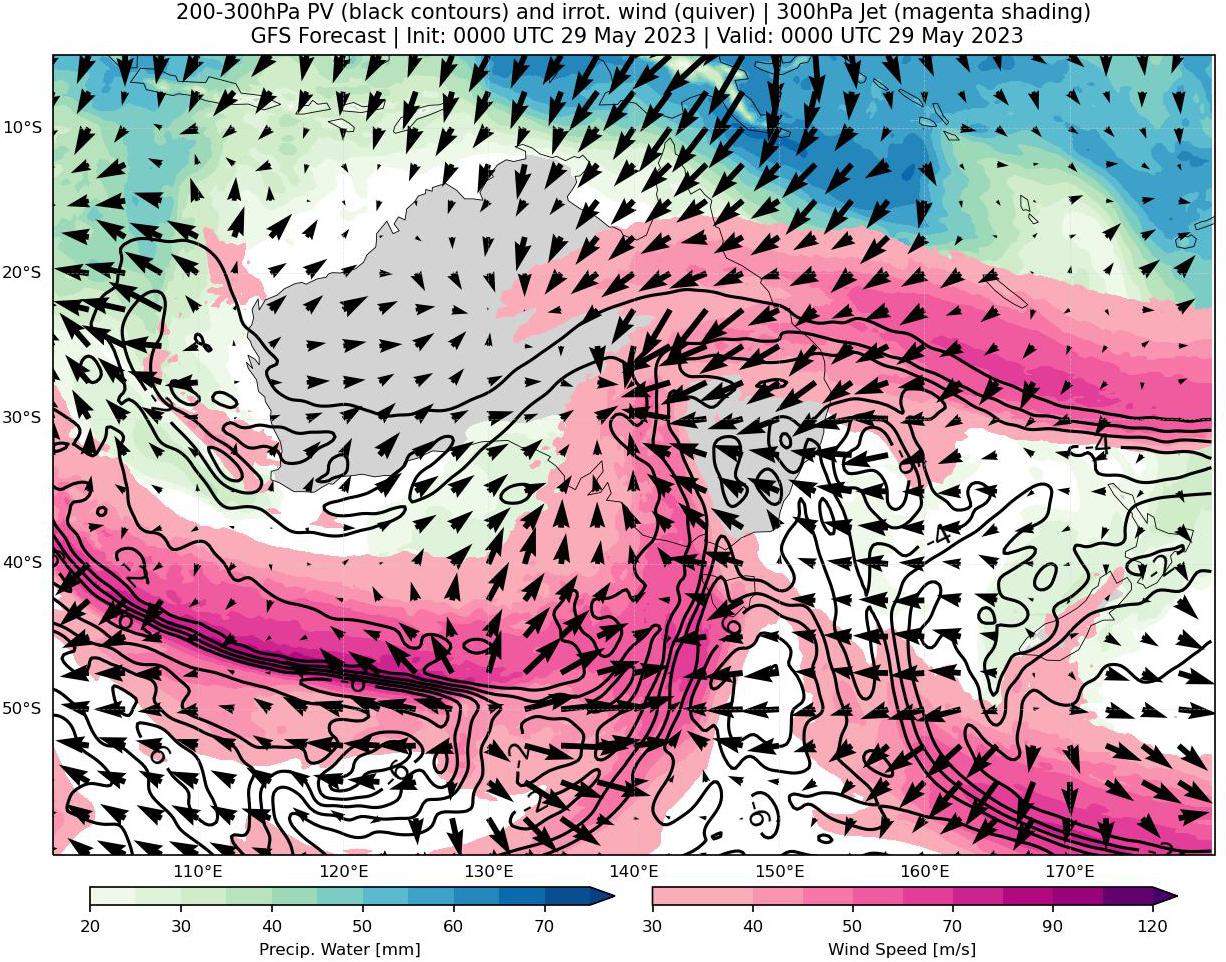 200-300hPa PV (black contours) and irrot. wind (quiver) | 300hPa Jet (magenta shading)
GFS Forecast | Init: 0000 UTC 29 May 2023 | Valid: 0000 UTC 29 May 2023
10°S
20°S
30°S
40°S
50°S
-4
-4
-2
-6
110°E 120°E 130°E 140°E 150°E 160°E 170°E
20 30 40 50 60 70
30 40 50 70 90 120
Precip. Water [mm] Wind Speed [m/s]